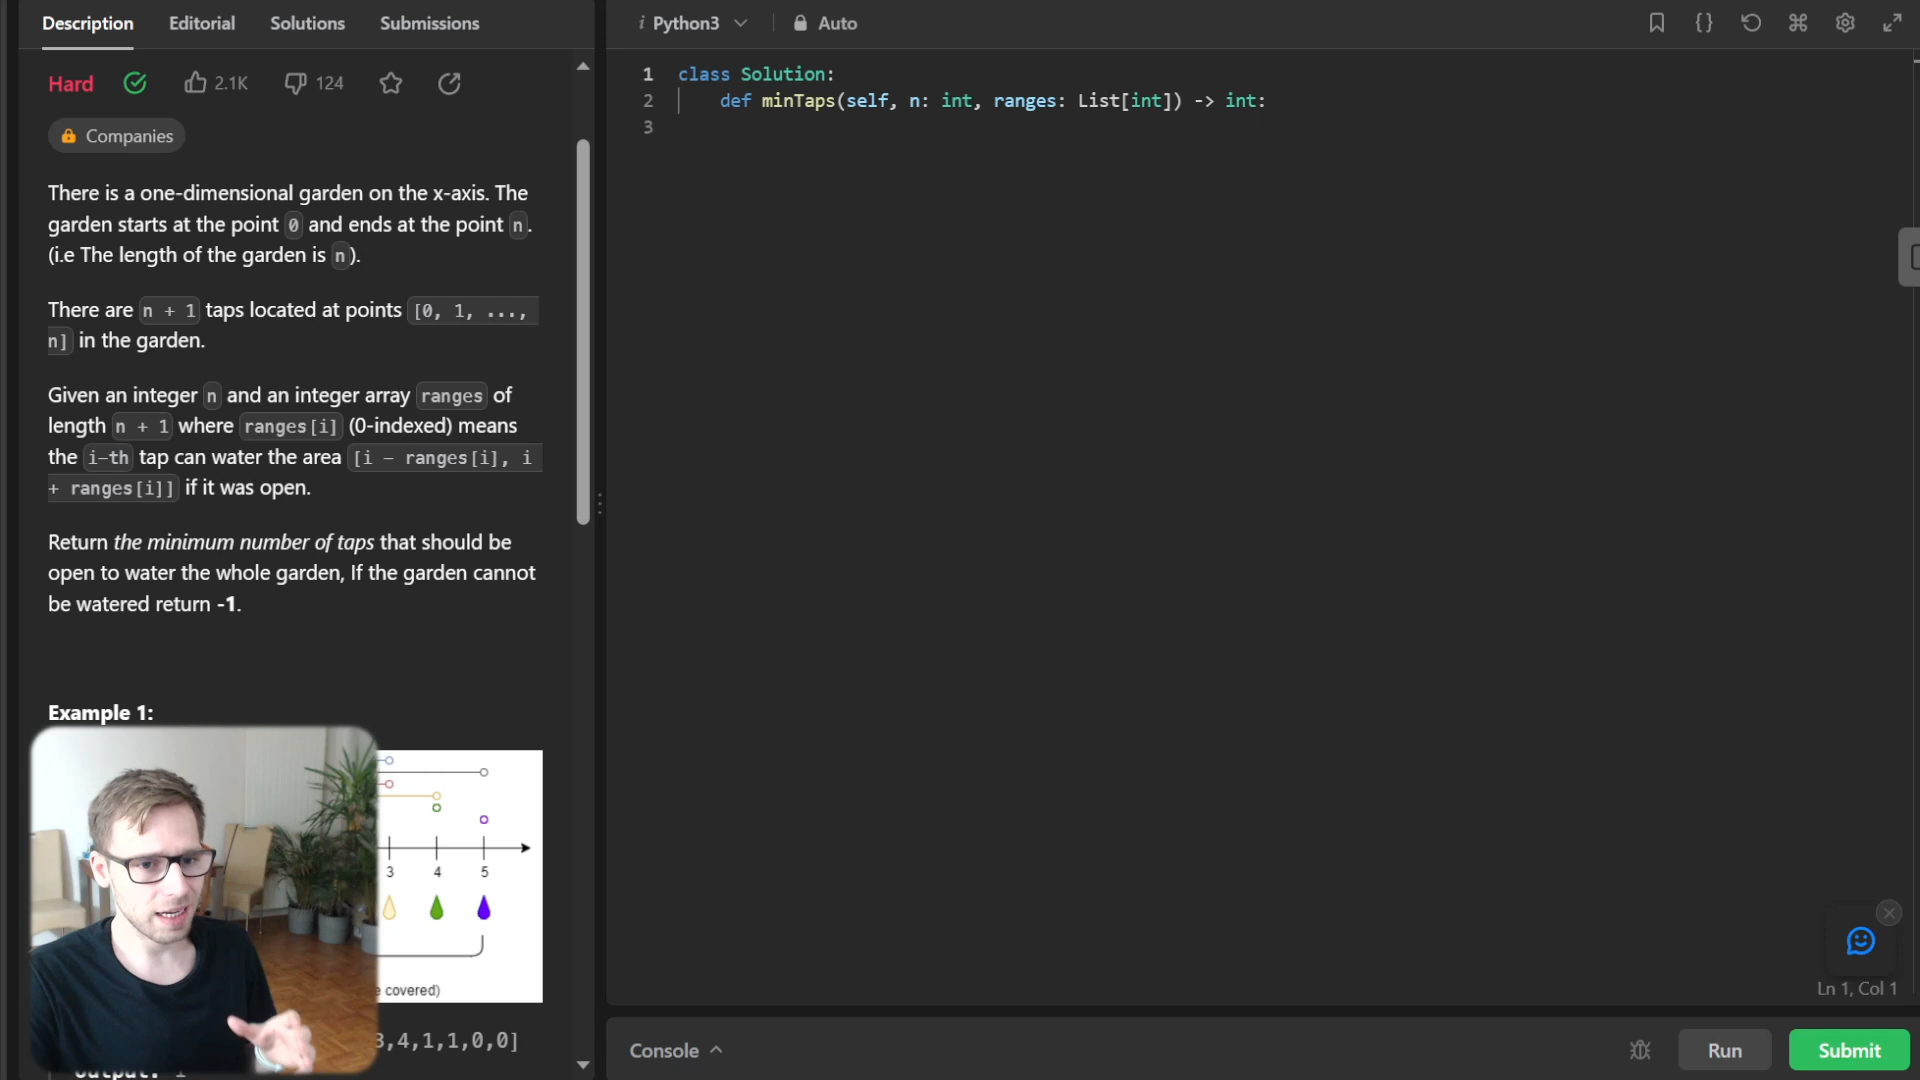 Description Editorial Solutions Submissions
Hard 2.1K 124
Companies
There is a one-dimensional garden on the x-axis. The
garden starts at the point 0 and ends at the point n.
(i.e The length of the garden is n).
There are n + 1 taps located at points [0, 1, ...,
n] in the garden.
Given an integer n and an integer array ranges of
length n + 1 where ranges[i] (0-indexed) means
the i-th tap can water the area [i - ranges[i], i
+ ranges[i]] if it was open.
Return the minimum number of taps that should be
open to water the whole garden, If the garden cannot
be watered return -1.
Example 1:
3 4 5
covered)
,4,1,1,0,0]
i Python3 Auto
1 class Solution:
2 def minTaps(self, n: int, ranges: List[int]) -> int:
3
Ln 1, Col 1
Console Run Submit